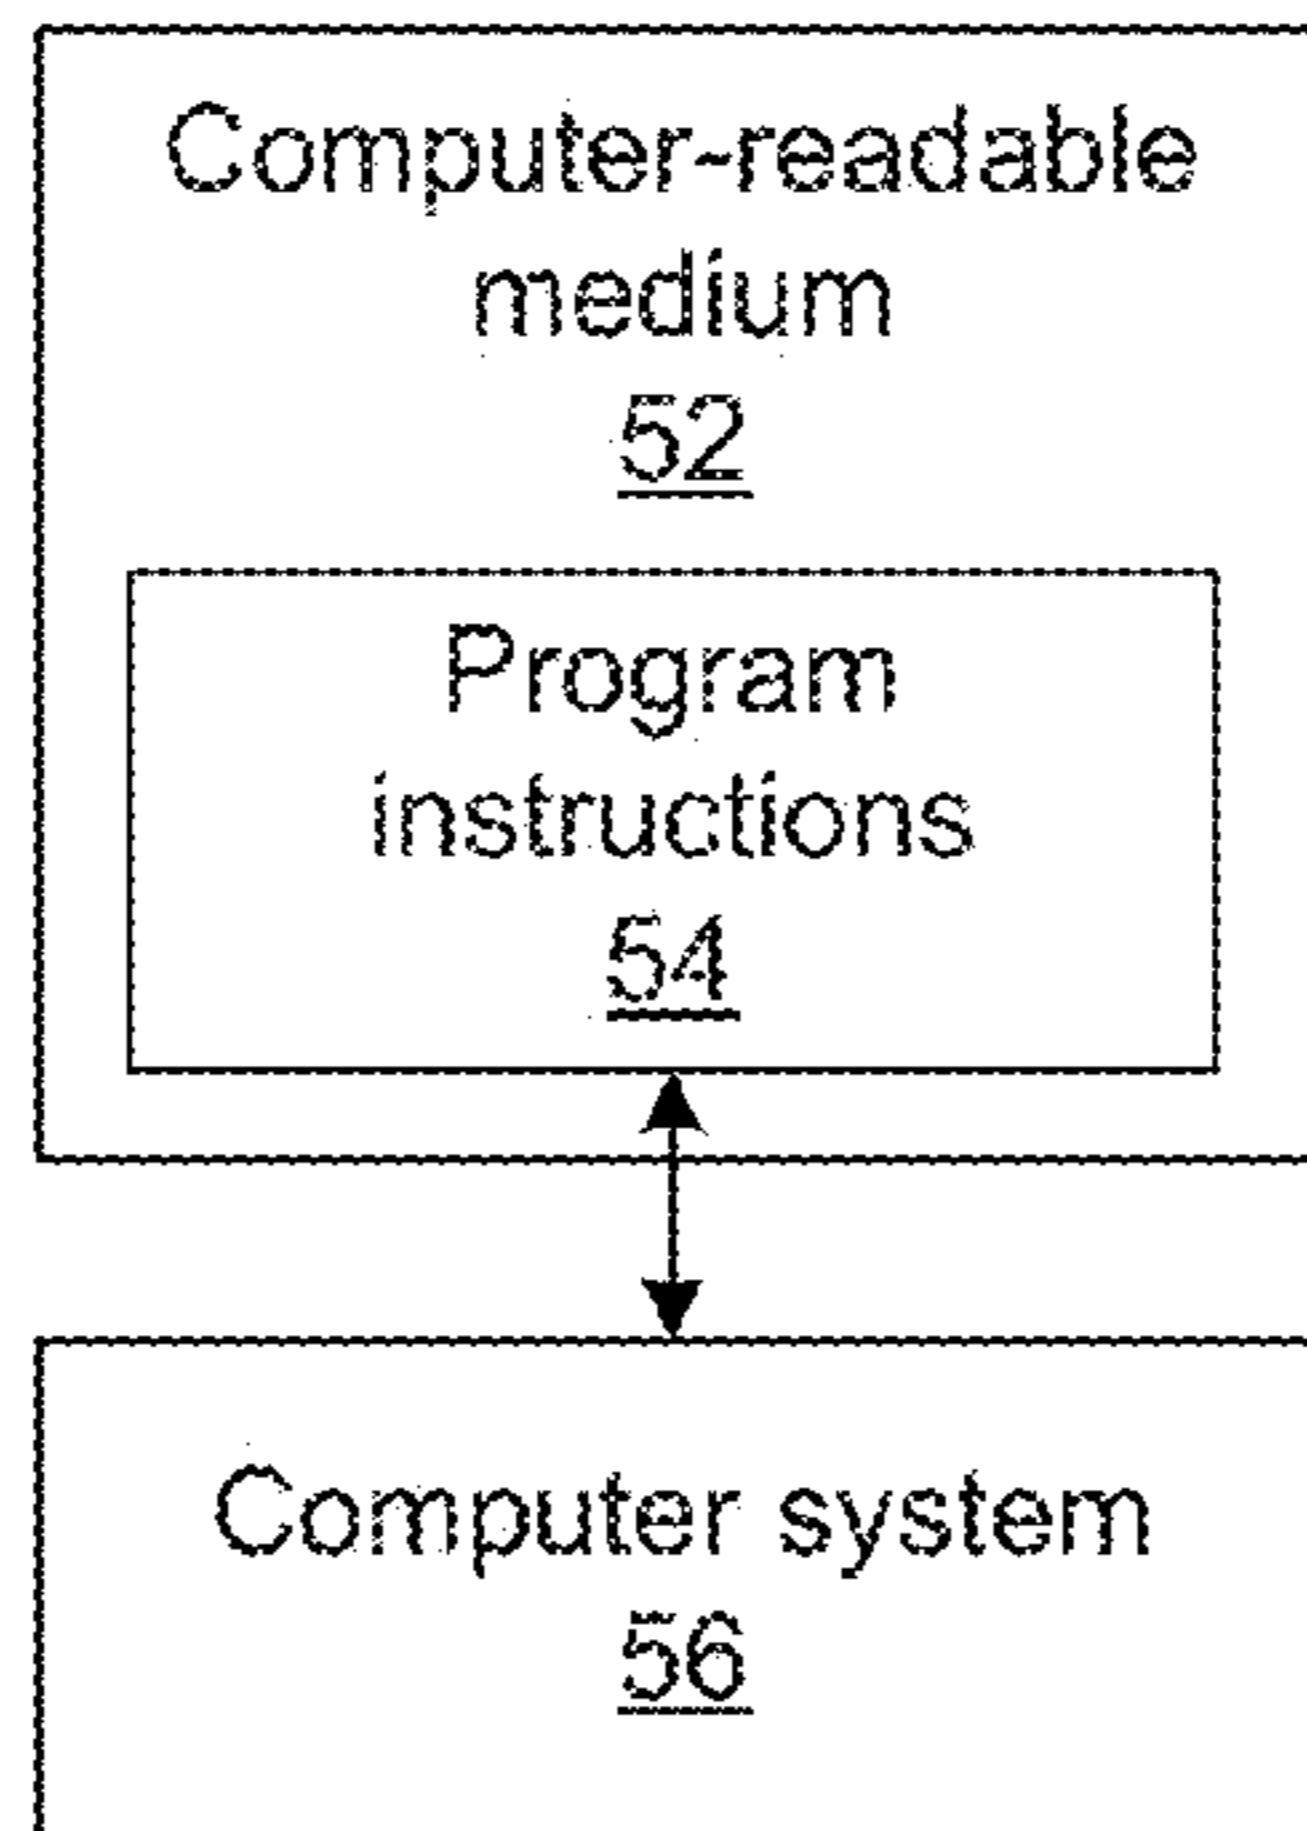 Computer-readable
medium
52
Program
instructions
54
Computer system
56